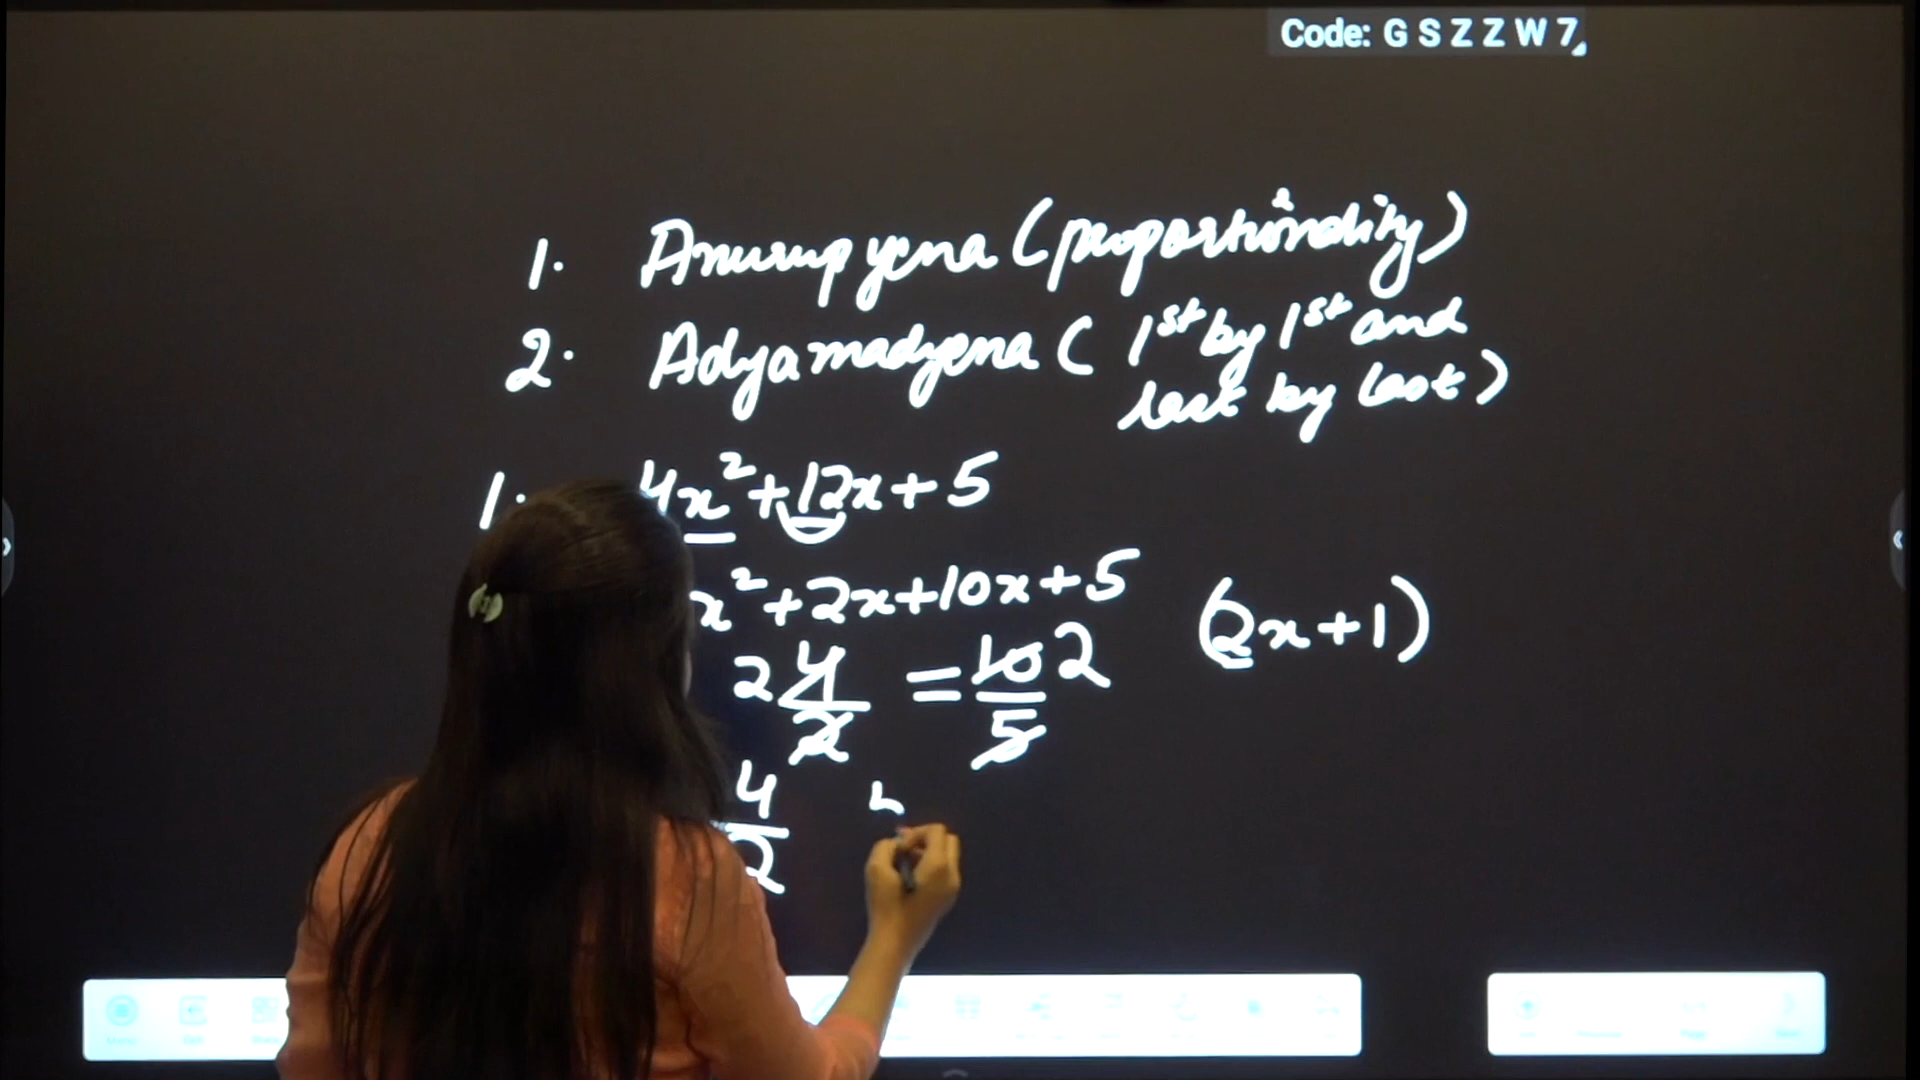 Code: G S Z Z W 7
1. Anurupyena (proportionality)
2. Adyamadyena ( 1st by 1st and
last by last )
1. 4x² + 12x + 5
x² + 2x + 10x + 5 (2x + 1)
2 4/2 = 10/5 2
4/2